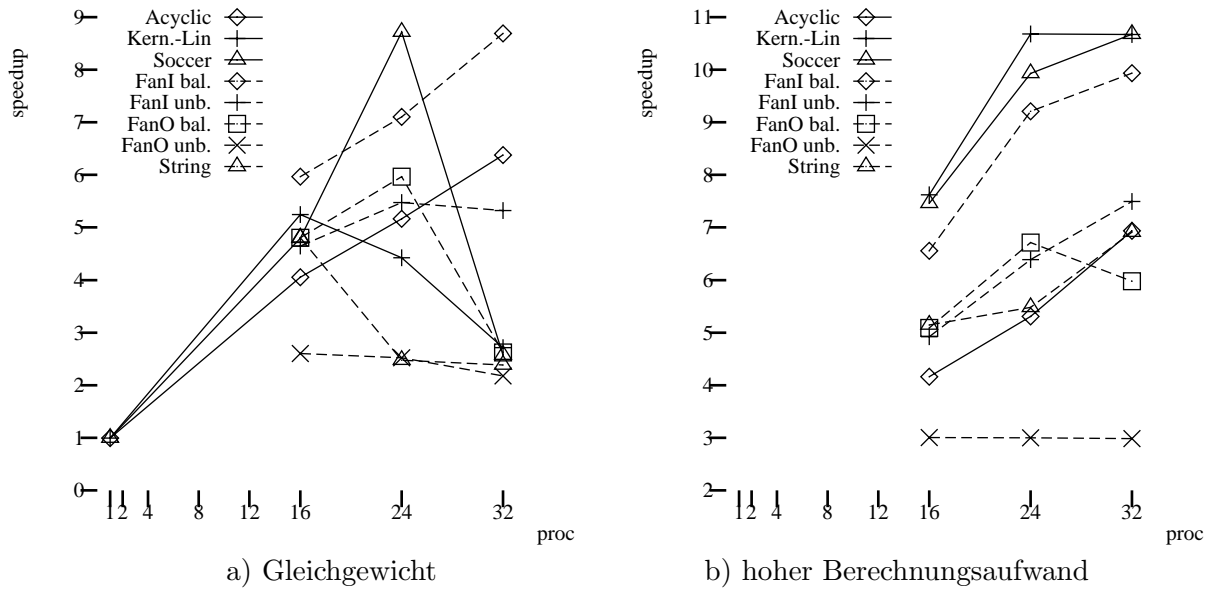 speedup
9
8
7
6
5
4
3
2
1
0
Acyclic
Kern.-Lin
Soccer
FanI bal.
FanI unb.
FanO bal.
FanO unb.
String
1 2 4 8 12 16 24 32
proc
a) Gleichgewicht
speedup
11
10
9
8
7
6
5
4
3
2
Acyclic
Kern.-Lin
Soccer
FanI bal.
FanI unb.
FanO bal.
FanO unb.
String
1 2 4 8 12 16 24 32
proc
b) hoher Berechnungsaufwand